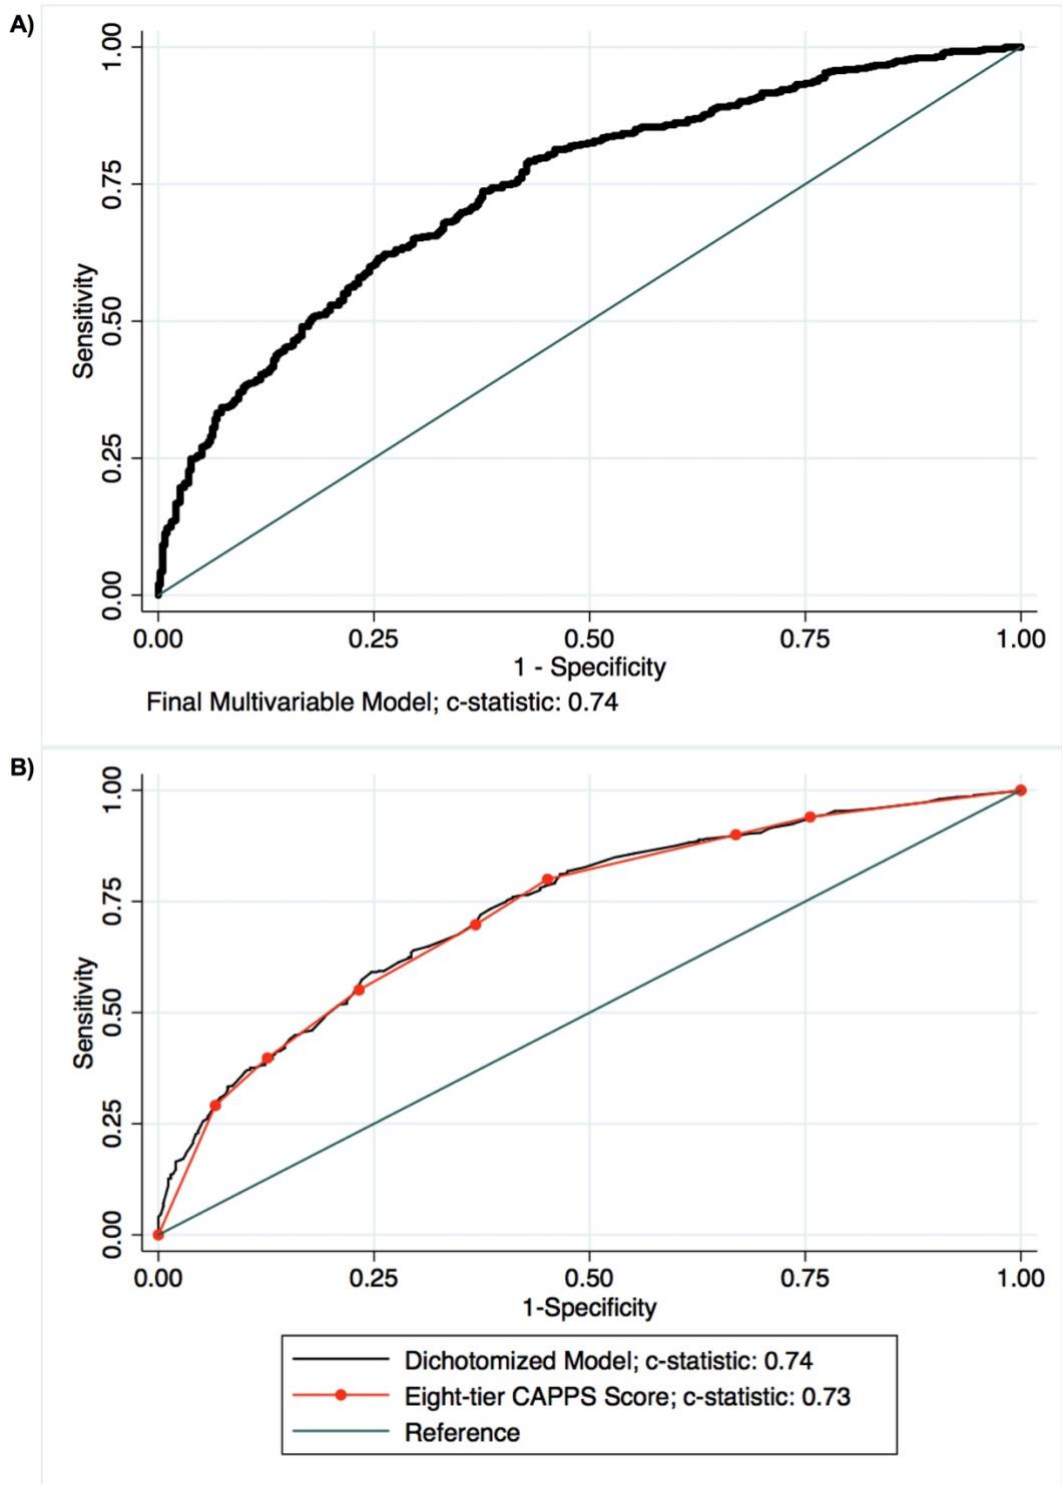 A)
1.00
0.75
0.50
0.25
0.00
Sensitivity
0.00 0.25 0.50 0.75 1.00
1 - Specificity
Final Multivariable Model; c-statistic: 0.74
B)
1.00
0.75
0.50
0.25
0.00
Sensitivity
0.00 0.25 0.50 0.75 1.00
1-Specificity
Dichotomized Model; c-statistic: 0.74
Eight-tier CAPPS Score; c-statistic: 0.73
Reference